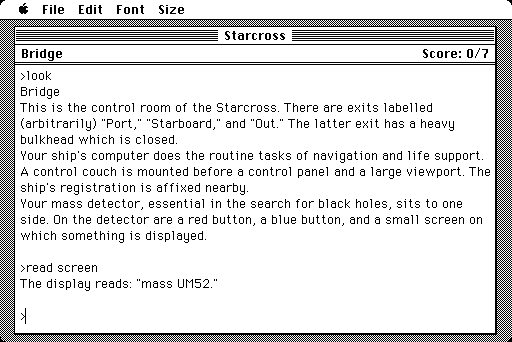 File Edit Font Size
Starcross
Bridge Score: 0/7
>look
Bridge
This is the control room of the Starcross. There are exits labelled
(arbitrarily) "Port," "Starboard," and "Out." The latter exit has a heavy
bulkhead which is closed.
Your ship's computer does the routine tasks of navigation and life support.
A control couch is mounted before a control panel and a large viewport. The
ship's registration is affixed nearby.
Your mass detector, essential in the search for black holes, sits to one
side. On the detector are a red button, a blue button, and a small screen on
which something is displayed.
>read screen
The display reads: "mass UM52."
>